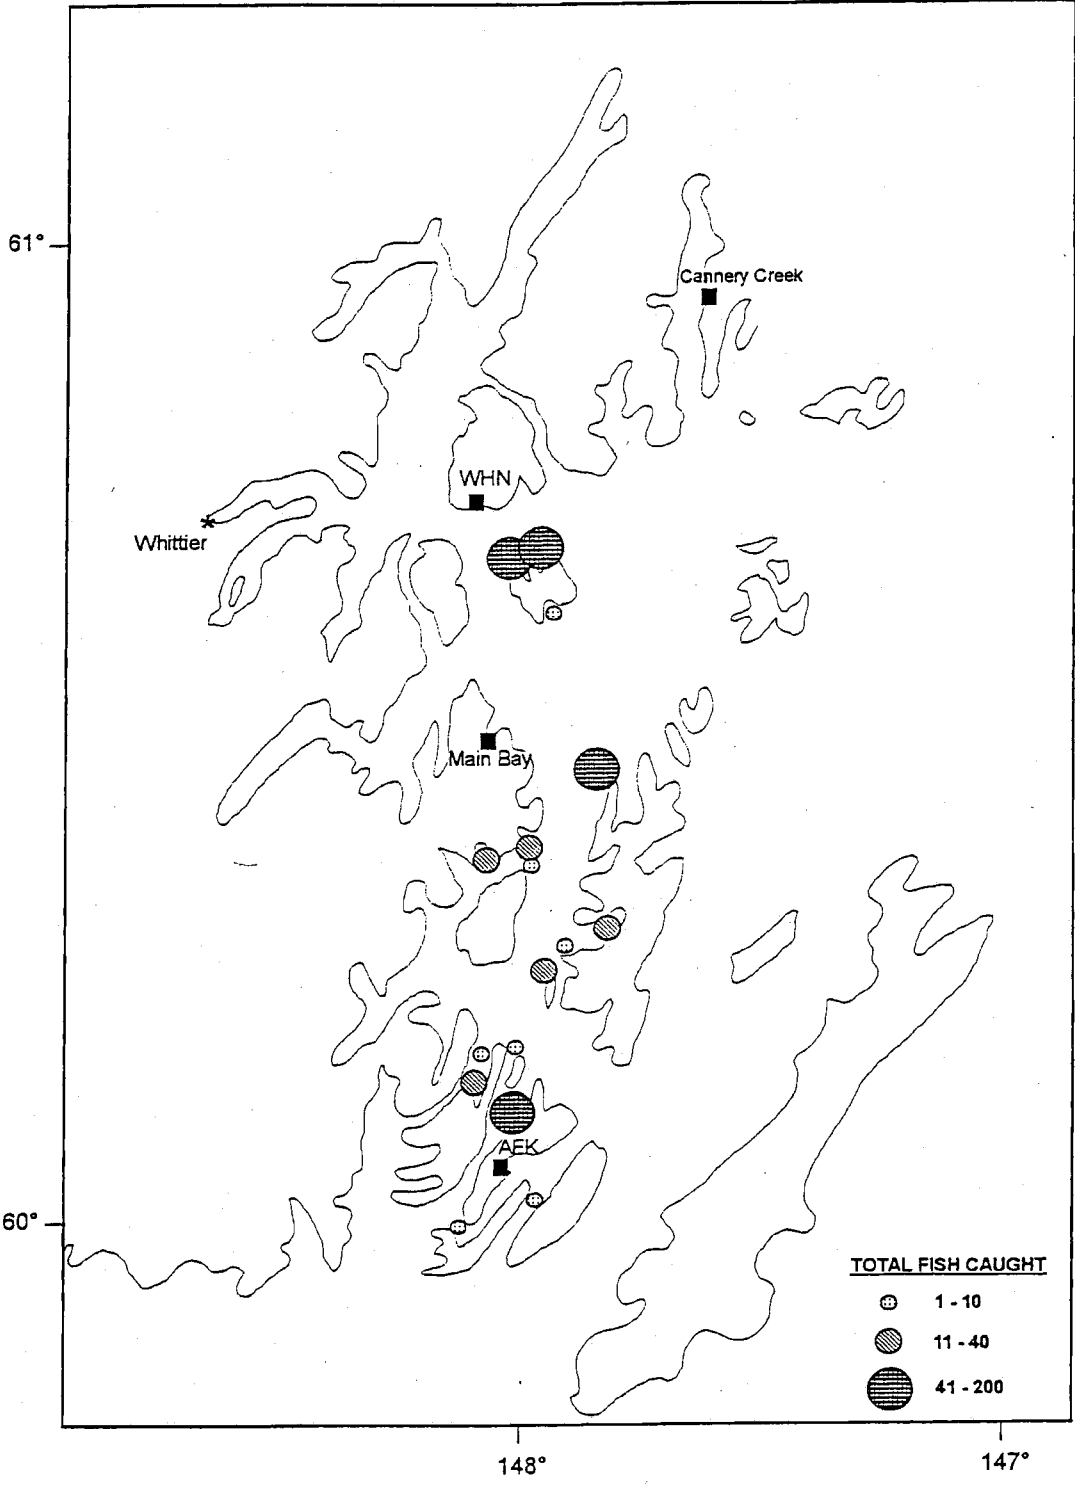 61°
Cannery Creek
WHN
*
Whittier
Main Bay
AFK
60°
TOTAL FISH CAUGHT
1 - 10
11 - 40
41 - 200
148°
147°